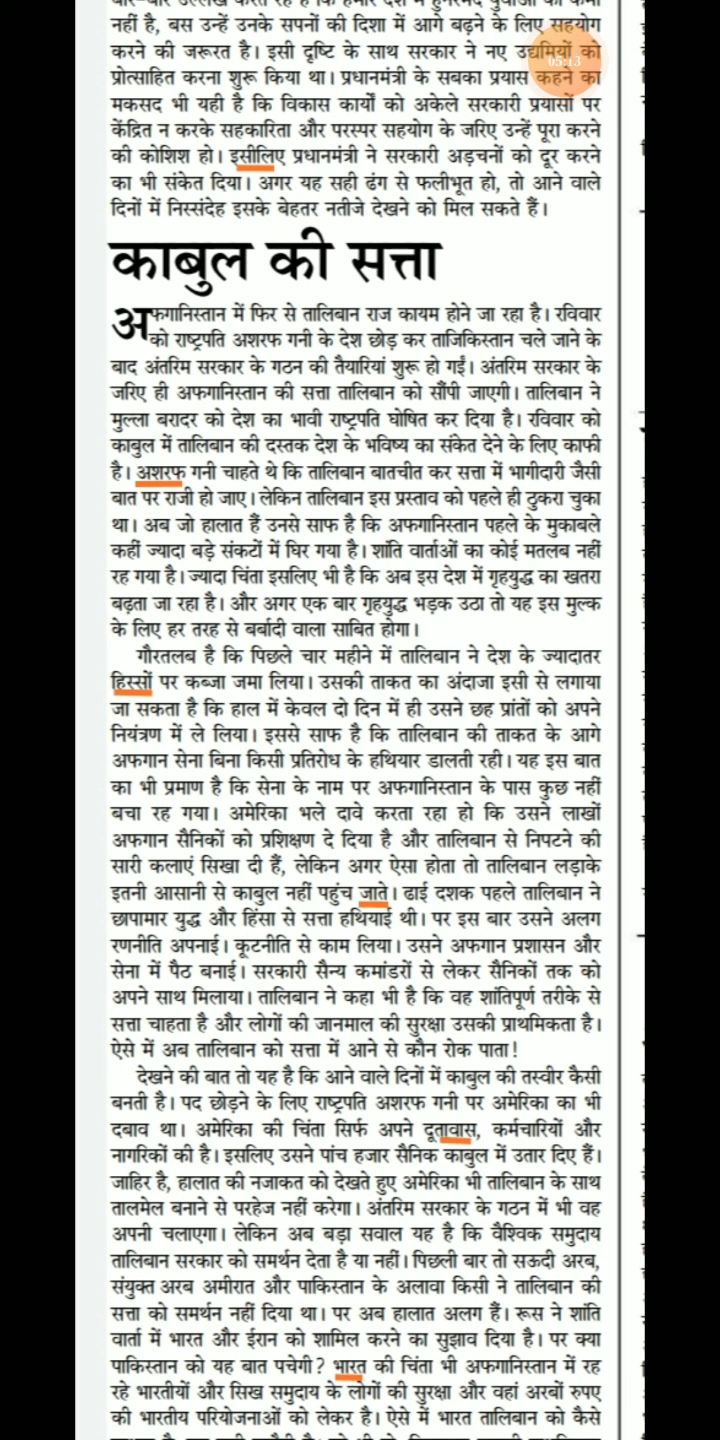 नहीं है, बस उन्हें उनके सपनों की दिशा में आगे बढ़ने के लिए सहयोग
करने की जरूरत है। इसी दृष्टि के साथ सरकार ने नए उद्यमियों को
05:13
प्रोत्साहित करना शुरू किया था। प्रधानमंत्री के सबका प्रयास कहने का
मकसद भी यही है कि विकास कार्यों को अकेले सरकारी प्रयासों पर
केंद्रित न करके सहकारिता और परस्पर सहयोग के जरिए उन्हें पूरा करने
की कोशिश हो। इसीलिए प्रधानमंत्री ने सरकारी अड़चनों को दूर करने
का भी संकेत दिया। अगर यह सही ढंग से फलीभूत हो, तो आने वाले
दिनों में निस्संदेह इसके बेहतर नतीजे देखने को मिल सकते हैं।
काबुल की सत्ता
अफगानिस्तान में फिर से तालिबान राज कायम होने जा रहा है। रविवार
को राष्ट्रपति अशरफ गनी के देश छोड़ कर ताजिकिस्तान चले जाने के
बाद अंतरिम सरकार के गठन की तैयारियां शुरू हो गईं। अंतरिम सरकार के
जरिए ही अफगानिस्तान की सत्ता तालिबान को सौंपी जाएगी। तालिबान ने
मुल्ला बरादर को देश का भावी राष्ट्रपति घोषित कर दिया है। रविवार को
काबुल में तालिबान की दस्तक देश के भविष्य का संकेत देने के लिए काफी
है। अशरफ गनी चाहते थे कि तालिबान बातचीत कर सत्ता में भागीदारी जैसी
बात पर राजी हो जाए। लेकिन तालिबान इस प्रस्ताव को पहले ही ठुकरा चुका
था। अब जो हालात हैं उनसे साफ है कि अफगानिस्तान पहले के मुकाबले
कहीं ज्यादा बड़े संकटों में घिर गया है। शांति वार्ताओं का कोई मतलब नहीं
रह गया है। ज्यादा चिंता इसलिए भी है कि अब इस देश में गृहयुद्ध का खतरा
बढ़ता जा रहा है। और अगर एक बार गृहयुद्ध भड़क उठा तो यह इस मुल्क
के लिए हर तरह से बर्बादी वाला साबित होगा।
गौरतलब है कि पिछले चार महीने में तालिबान ने देश के ज्यादातर
हिस्सों पर कब्जा जमा लिया। उसकी ताकत का अंदाजा इसी से लगाया
जा सकता है कि हाल में केवल दो दिन में ही उसने छह प्रांतों को अपने
नियंत्रण में ले लिया। इससे साफ है कि तालिबान की ताकत के आगे
अफगान सेना बिना किसी प्रतिरोध के हथियार डालती रही। यह इस बात
का भी प्रमाण है कि सेना के नाम पर अफगानिस्तान के पास कुछ नहीं
बचा रह गया। अमेरिका भले दावे करता रहा हो कि उसने लाखों
अफगान सैनिकों को प्रशिक्षण दे दिया है और तालिबान से निपटने की
सारी कलाएं सिखा दी हैं, लेकिन अगर ऐसा होता तो तालिबान लड़ाके
इतनी आसानी से काबुल नहीं पहुंच जाते। ढाई दशक पहले तालिबान ने
छापामार युद्ध और हिंसा से सत्ता हथियाई थी। पर इस बार उसने अलग
रणनीति अपनाई। कूटनीति से काम लिया। उसने अफगान प्रशासन और
सेना में पैठ बनाई। सरकारी सैन्य कमांडरों से लेकर सैनिकों तक को
अपने साथ मिलाया। तालिबान ने कहा भी है कि वह शांतिपूर्ण तरीके से
सत्ता चाहता है और लोगों की जानमाल की सुरक्षा उसकी प्राथमिकता है।
ऐसे में अब तालिबान को सत्ता में आने से कौन रोक पाता!
देखने की बात तो यह है कि आने वाले दिनों में काबुल की तस्वीर कैसी
बनती है। पद छोड़ने के लिए राष्ट्रपति अशरफ गनी पर अमेरिका का भी
दबाव था। अमेरिका की चिंता सिर्फ अपने दूतावास, कर्मचारियों और
नागरिकों की है। इसलिए उसने पांच हजार सैनिक काबुल में उतार दिए हैं।
जाहिर है, हालात की नजाकत को देखते हुए अमेरिका भी तालिबान के साथ
तालमेल बनाने से परहेज नहीं करेगा। अंतरिम सरकार के गठन में भी वह
अपनी चलाएगा। लेकिन अब बड़ा सवाल यह है कि वैश्विक समुदाय
तालिबान सरकार को समर्थन देता है या नहीं। पिछली बार तो सऊदी अरब,
संयुक्त अरब अमीरात और पाकिस्तान के अलावा किसी ने तालिबान की
सत्ता को समर्थन नहीं दिया था। पर अब हालात अलग हैं। रूस ने शांति
वार्ता में भारत और ईरान को शामिल करने का सुझाव दिया है। पर क्या
पाकिस्तान को यह बात पचेगी? भारत की चिंता भी अफगानिस्तान में रह
रहे भारतीयों और सिख समुदाय के लोगों की सुरक्षा और वहां अरबों रुपए
की भारतीय परियोजनाओं को लेकर है। ऐसे में भारत तालिबान को कैसे